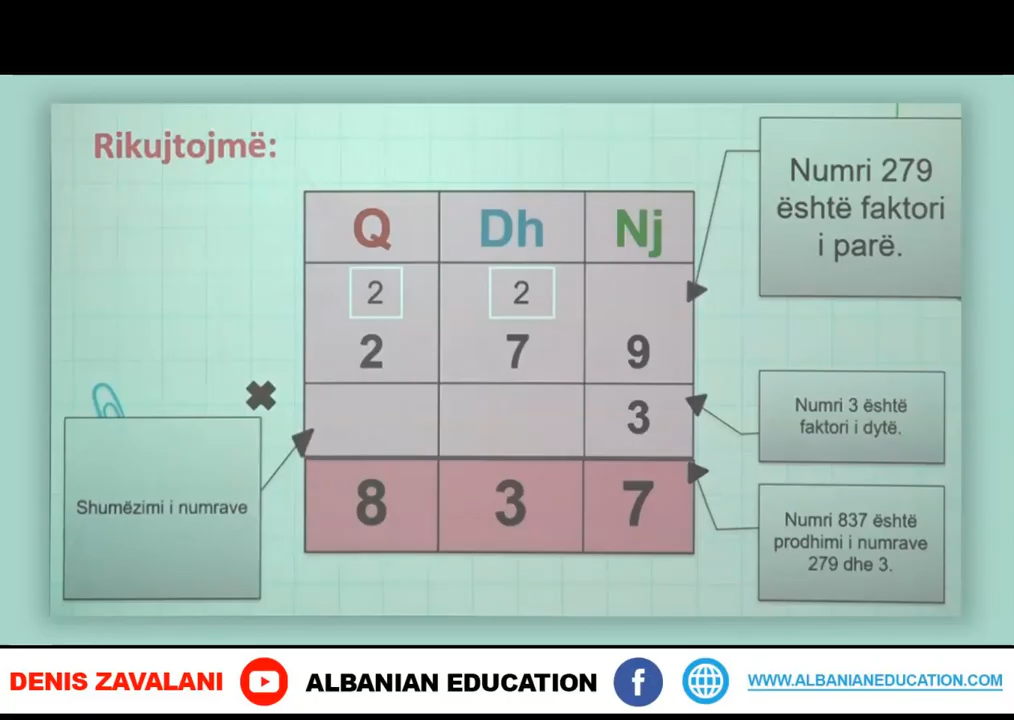 Rikujtojmë:
Q Dh Nj
2 2
2 7 9
✖ 3
8 3 7
Numri 279
është faktori
i parë.
Numri 3 është
faktori i dytë.
Numri 837 është
prodhimi i numrave
279 dhe 3.
Shumëzimi i numrave
DENIS ZAVALANI ALBANIAN EDUCATION f WWW.ALBANIANEDUCATION.COM